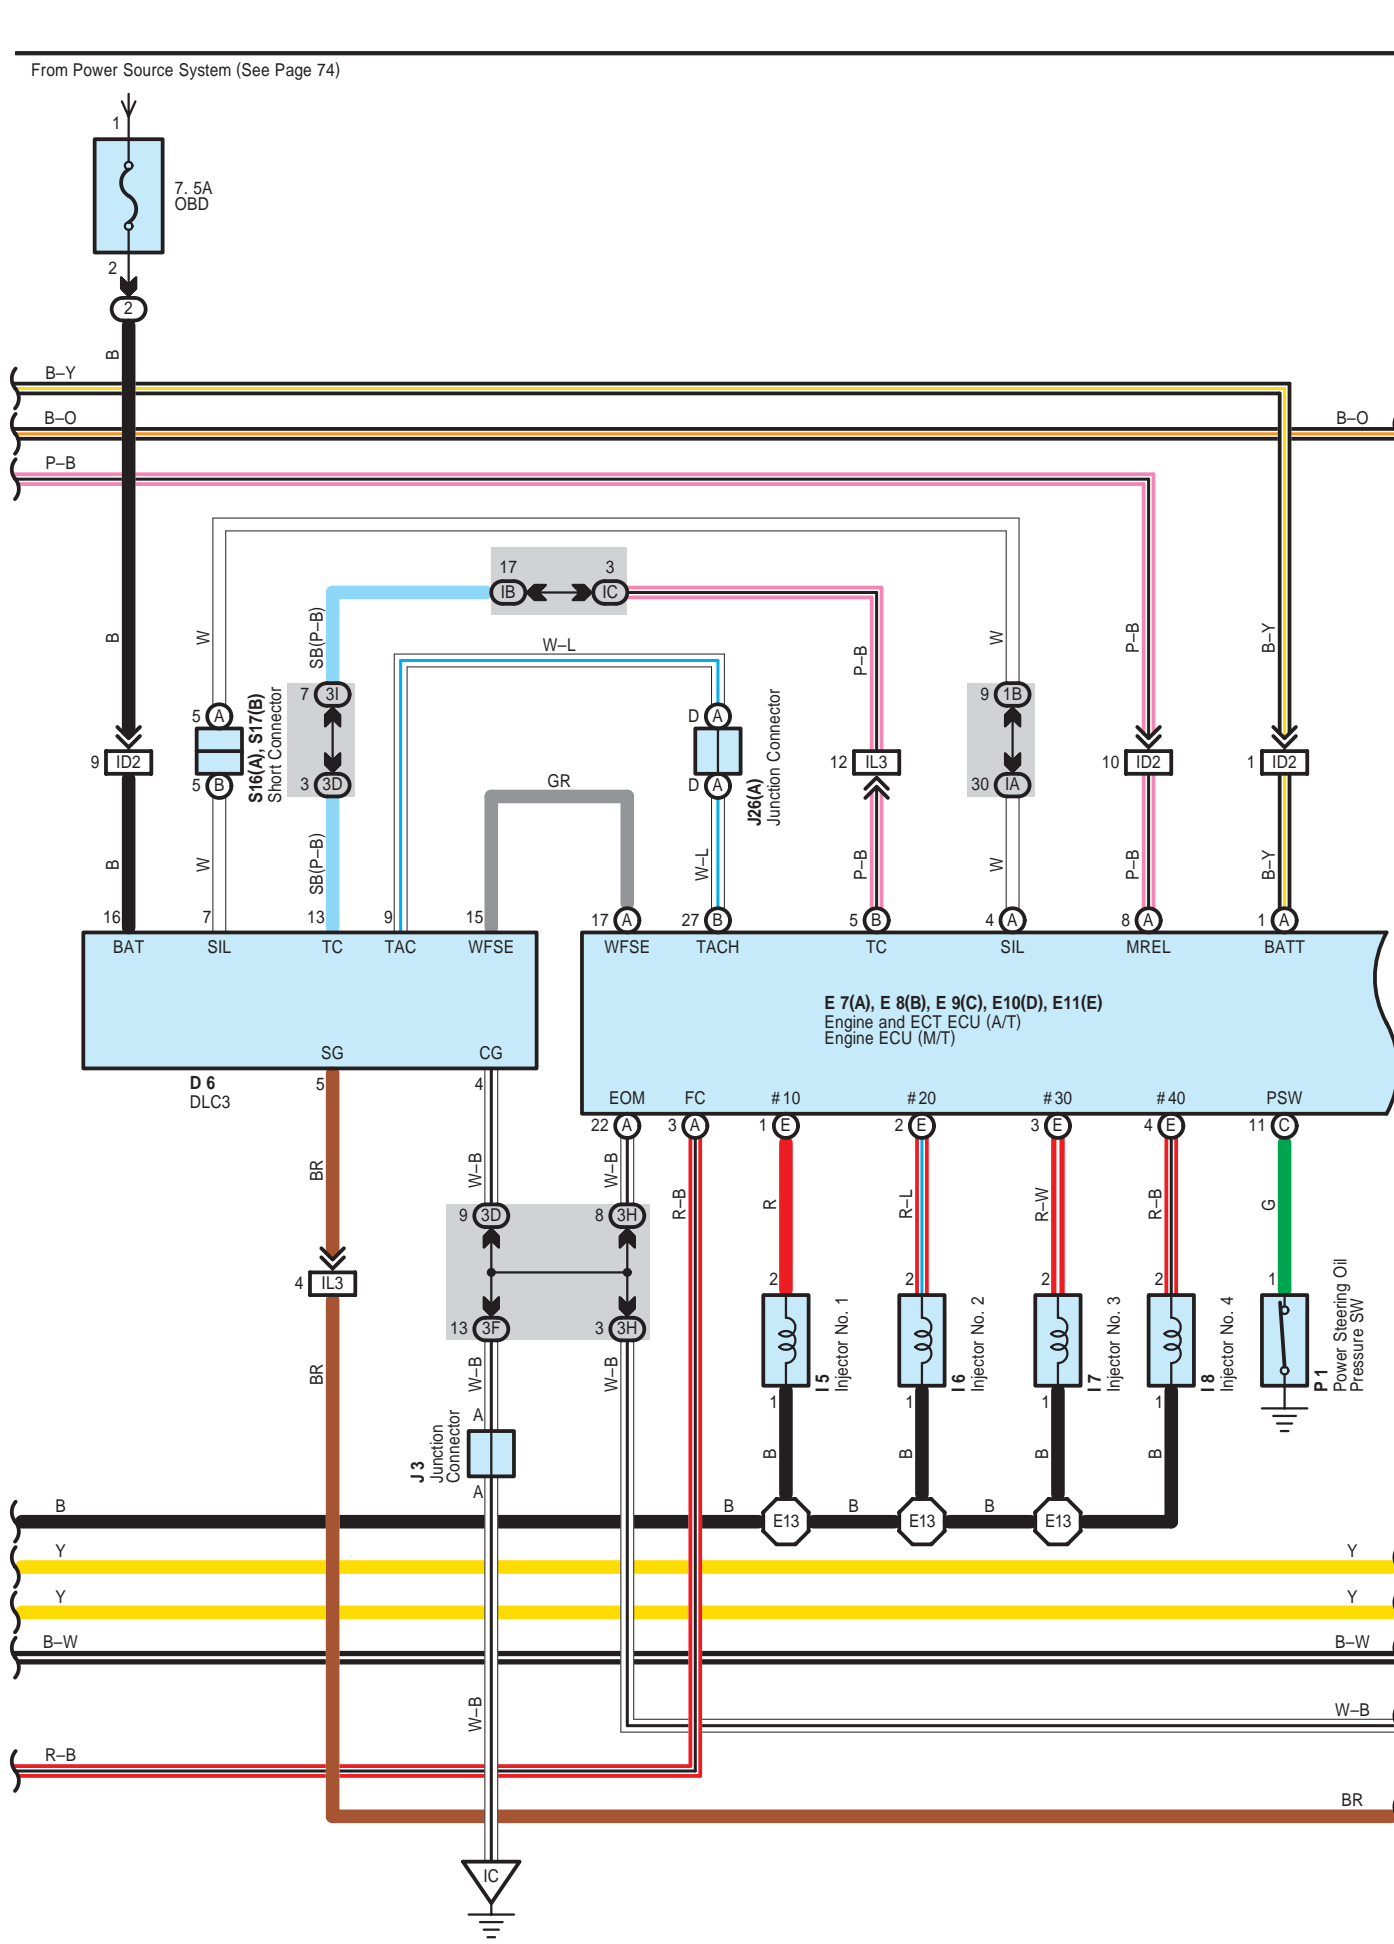 From Power Source System (See Page 74)
1
7. 5A
OBD
2
2
B
B–Y
B–O
B–O
P–B
17
3
IB
IC
B
W
SB(P–B)
W–L
P–B
W
P–B
B–Y
7
3I
9
1B
5
A
S16(A), S17(B)
Short Connector
D
A
J26(A)
Junction Connector
9
ID2
12
IL3
10
ID2
1
ID2
5
B
3
3D
GR
D
A
30
IA
B
W
SB(P–B)
W–L
P–B
W
P–B
B–Y
16
7
13
9
15
17
A
27
B
5
B
4
A
8
A
1
A
BAT
SIL
TC
TAC
WFSE
WFSE
TACH
TC
SIL
MREL
BATT
E 7(A), E 8(B), E 9(C), E10(D), E11(E)
Engine and ECT ECU (A/T)
Engine ECU (M/T)
SG
CG
D 6
DLC3
5
4
EOM
FC
#10
#20
#30
#40
PSW
22
A
3
A
1
E
2
E
3
E
4
E
11
C
BR
W–B
W–B
R–B
R
R–L
R–W
R–B
G
9
3D
8
3H
4
IL3
2
2
2
2
1
13
3F
3
3H
BR
W–B
W–B
I 5
Injector No. 1
I 6
Injector No. 2
I 7
Injector No. 3
I 8
Injector No. 4
P 1
Power Steering Oil
Pressure SW
1
1
1
1
A
J 3
Junction
Connector
A
B
B
B
B
B
B
E13
B
E13
B
E13
Y
Y
Y
Y
B–W
B–W
W–B
W–B
R–B
BR
IC